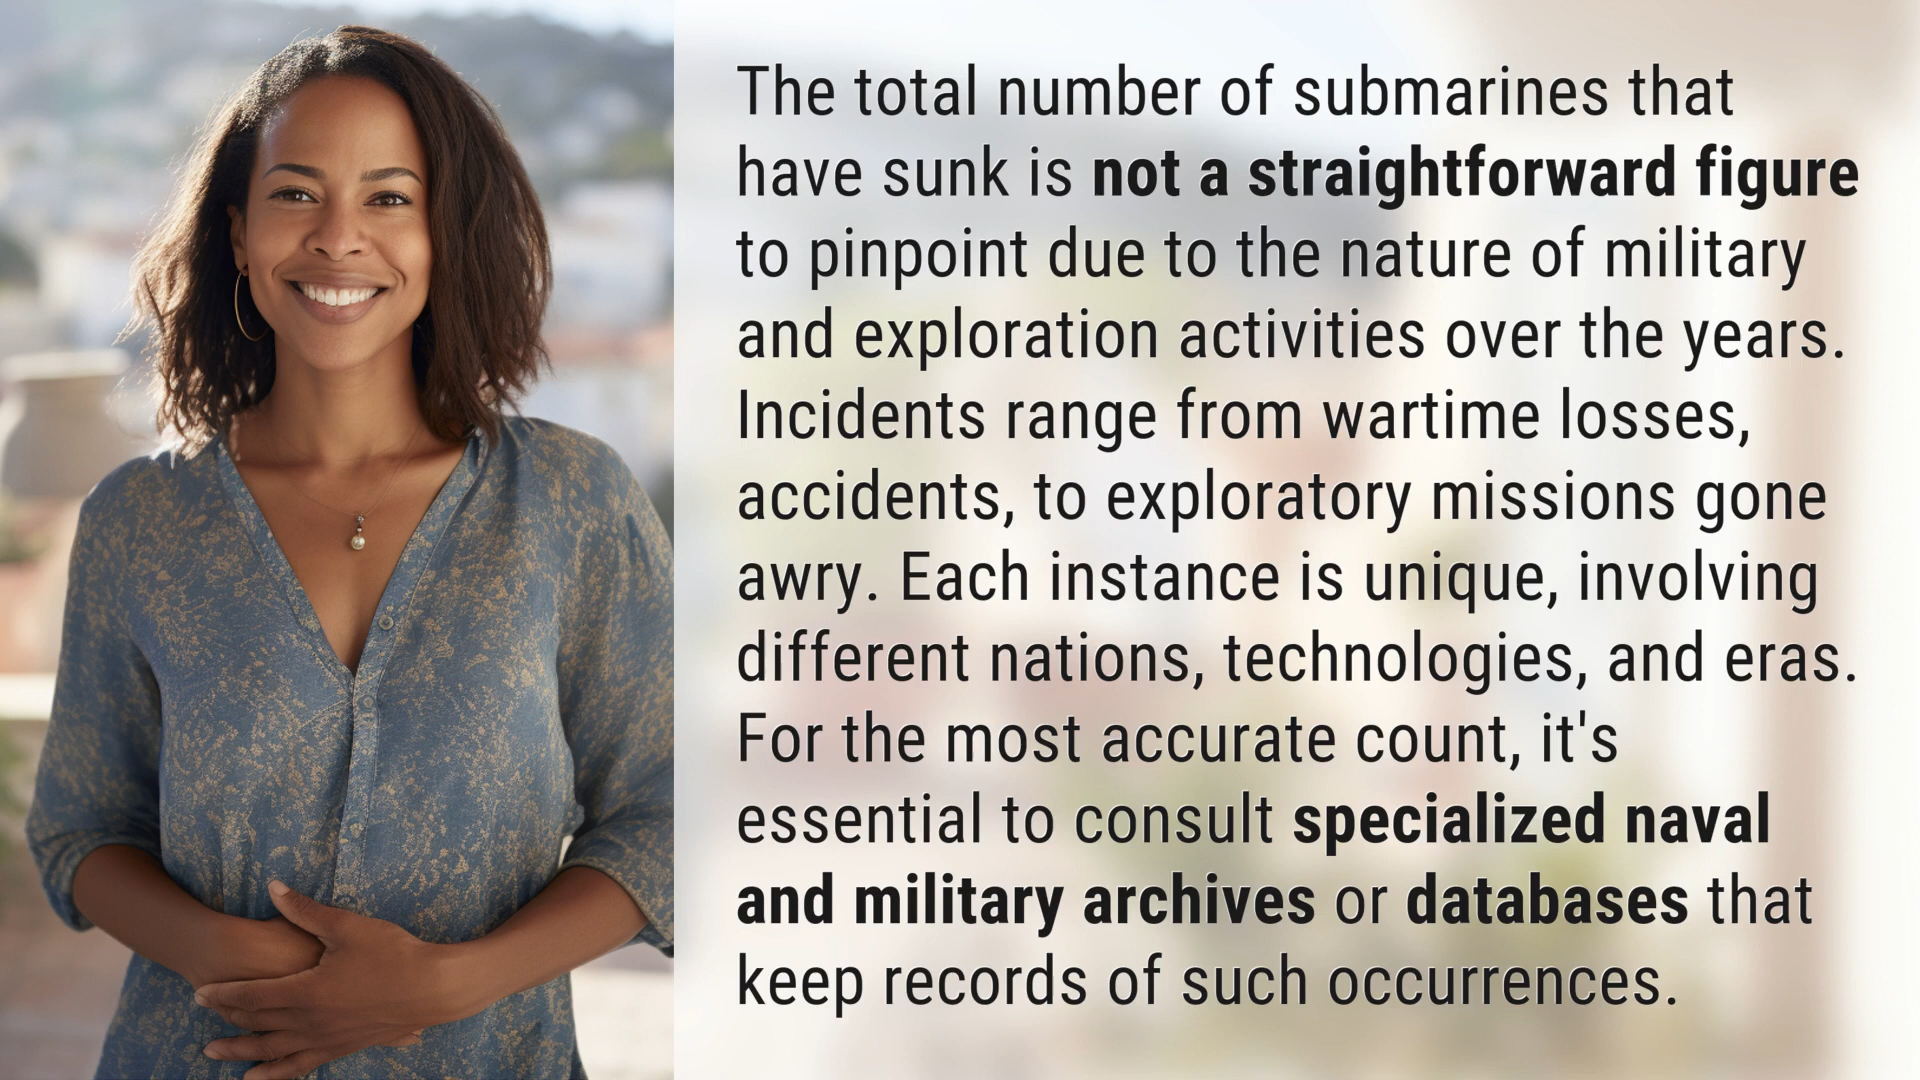 The total number of submarines that
have sunk is not a straightforward figure
to pinpoint due to the nature of military
and exploration activities over the years.
Incidents range from wartime losses,
accidents, to exploratory missions gone
awry. Each instance is unique, involving
different nations, technologies, and eras.
For the most accurate count, it's
essential to consult specialized naval
and military archives or databases that
keep records of such occurrences.